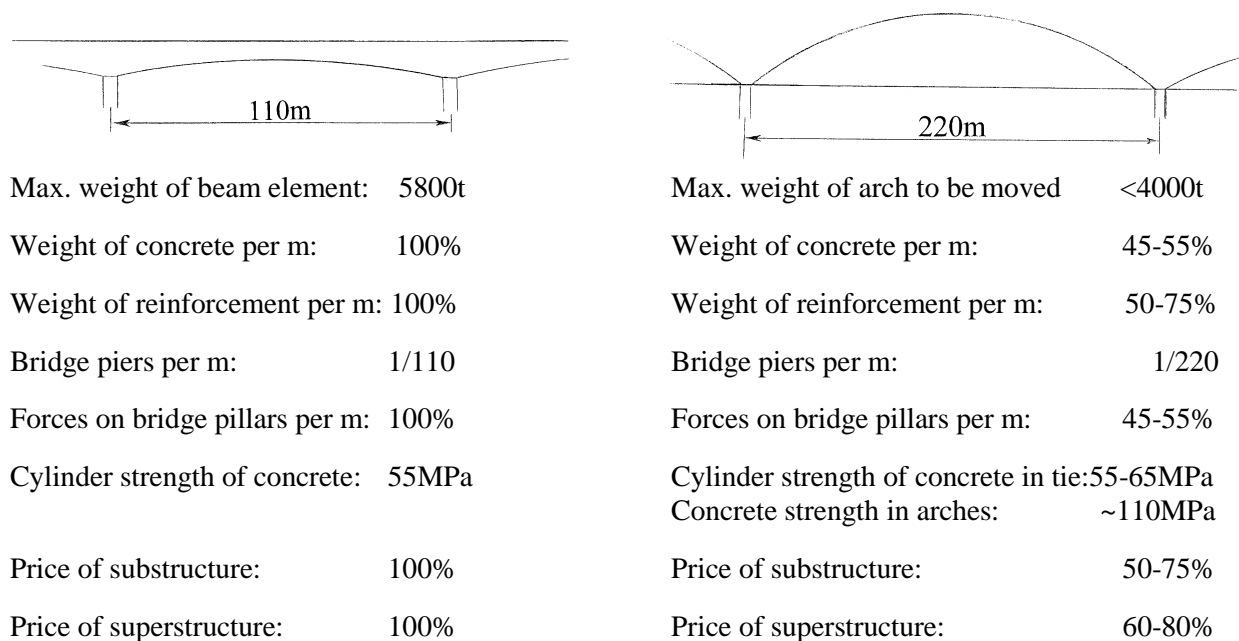 110m
220m
Max. weight of beam element: 5800t
Max. weight of arch to be moved <4000t
Weight of concrete per m: 100%
Weight of concrete per m: 45-55%
Weight of reinforcement per m: 100%
Weight of reinforcement per m: 50-75%
Bridge piers per m: 1/110
Bridge piers per m: 1/220
Forces on bridge pillars per m: 100%
Forces on bridge pillars per m: 45-55%
Cylinder strength of concrete: 55MPa
Cylinder strength of concrete in tie:55-65MPa
Concrete strength in arches: ~110MPa
Price of substructure: 100%
Price of substructure: 50-75%
Price of superstructure: 100%
Price of superstructure: 60-80%